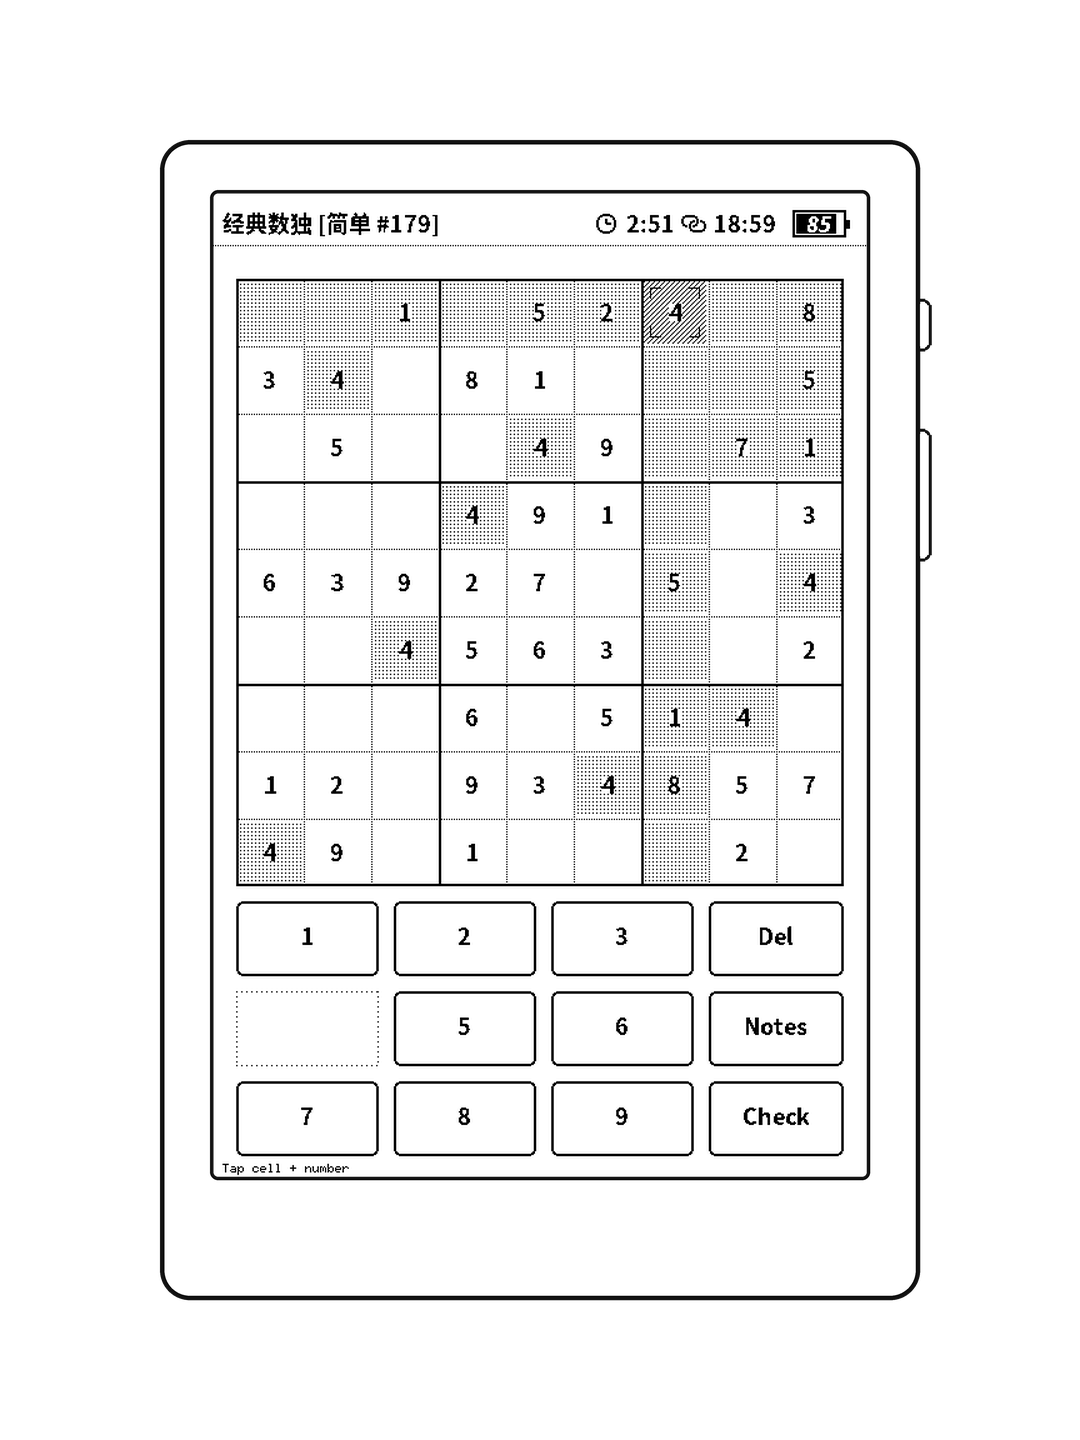 经典数独 [简单 #179] 2:51 18:59 85
1 5 2 4 8
3 4 8 1 5
5 4 9 7 1
4 9 1 3
6 3 9 2 7 5 4
4 5 6 3 2
6 5 1 4
1 2 9 3 4 8 5 7
4 9 1 2
1 2 3 Del
5 6 Notes
7 8 9 Check
Tap cell + number